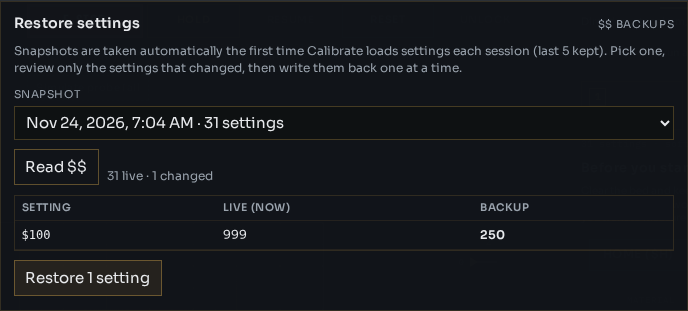 Restore settings
$$ BACKUPS
Snapshots are taken automatically the first time Calibrate loads settings each session (last 5 kept). Pick one,
review only the settings that changed, then write them back one at a time.
SNAPSHOT
Nov 24, 2026, 7:04 AM · 31 settings
Read $$
31 live · 1 changed
SETTING LIVE (NOW) BACKUP
$100 999 250
Restore 1 setting